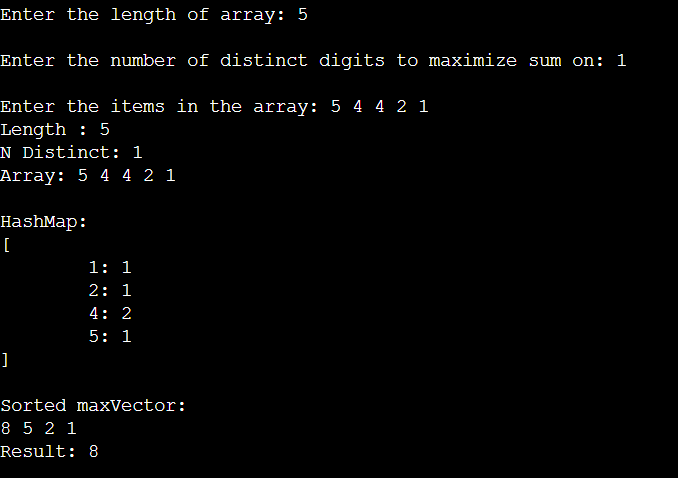 Enter the length of array: 5
Enter the number of distinct digits to maximize sum on: 1
Enter the items in the array: 5 4 4 2 1
Length : 5
N Distinct: 1
Array: 5 4 4 2 1
HashMap:
[
1: 1
2: 1
4: 2
5: 1
]
Sorted maxVector:
8 5 2 1
Result: 8